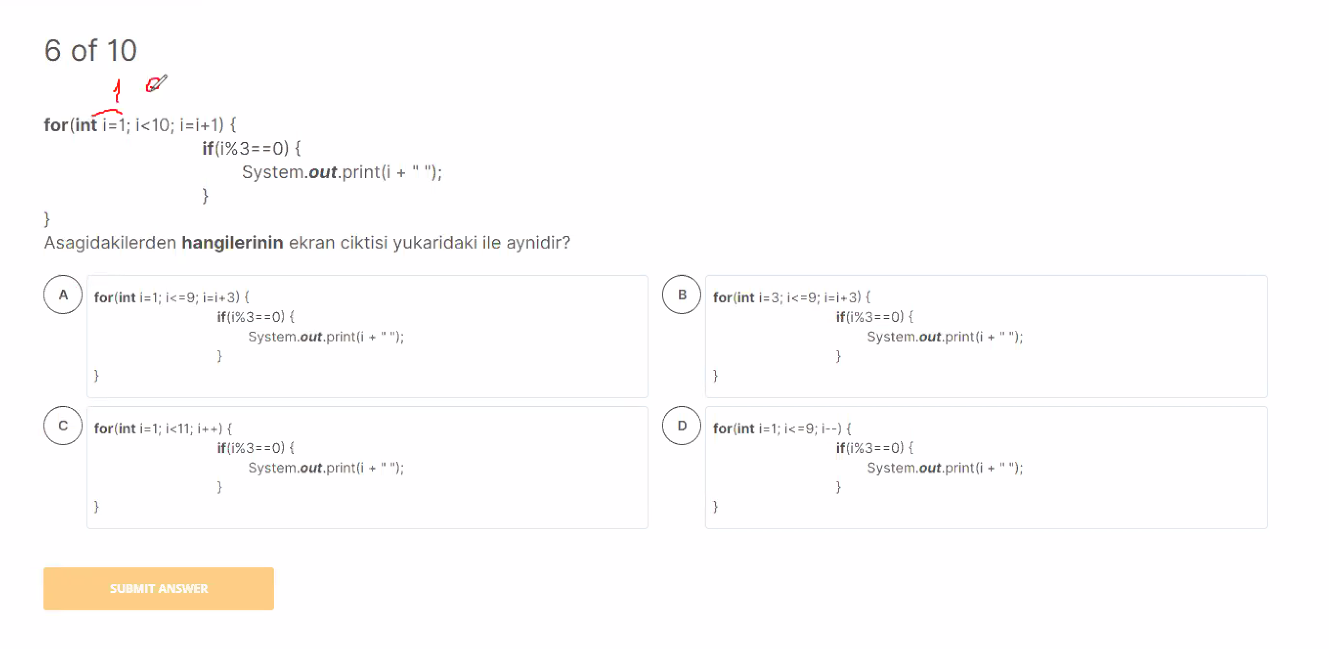 6 of 10
1
for(int i=1; i<10; i=i+1) {
if(i%3==0) {
System.out.print(i + " ");
}
}
Asagidakilerden hangilerinin ekran ciktisi yukaridaki ile aynidir?
A
for(int i=1; i<=9; i=i+3) {
if(i%3==0) {
System.out.print(i + " ");
}
}
B
for(int i=3; i<=9; i=i+3) {
if(i%3==0) {
System.out.print(i + " ");
}
}
C
for(int i=1; i<11; i++) {
if(i%3==0) {
System.out.print(i + " ");
}
}
D
for(int i=1; i<=9; i--) {
if(i%3==0) {
System.out.print(i + " ");
}
}
SUBMIT ANSWER